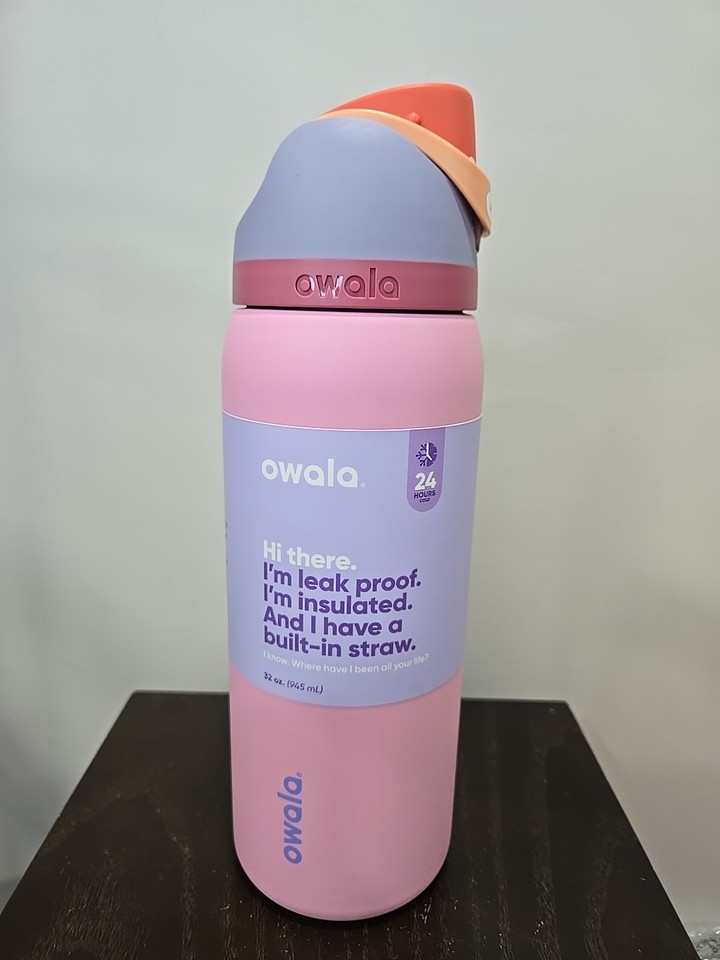 owala
owala®
24
HOURS
COLD
Hi there.
I'm leak proof.
I'm insulated.
And I have a
built-in straw.
I know. Where have I been all your life?
32 oz. (945 mL)
owala®